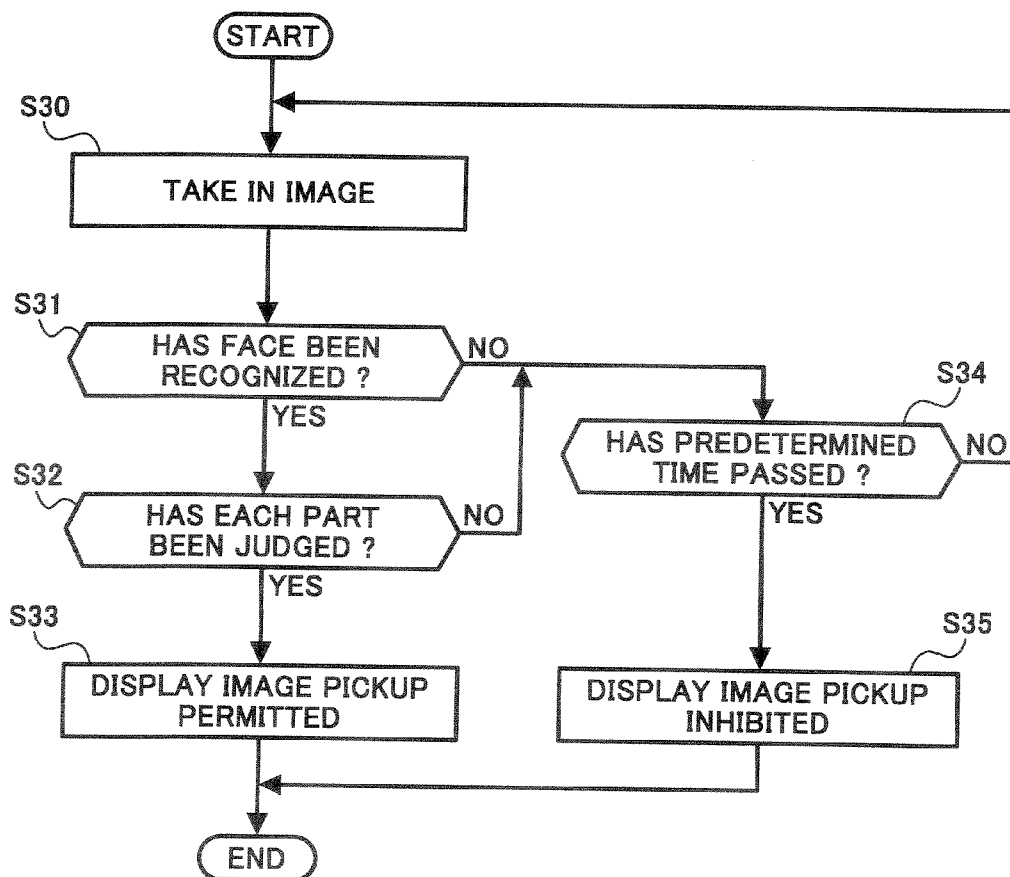 START
S30
TAKE IN IMAGE
S31
HAS FACE BEEN
RECOGNIZED ?
NO
YES
S34
HAS PREDETERMINED
TIME PASSED ?
NO
YES
S32
HAS EACH PART
BEEN JUDGED ?
NO
YES
S33
DISPLAY IMAGE PICKUP
PERMITTED
S35
DISPLAY IMAGE PICKUP
INHIBITED
END